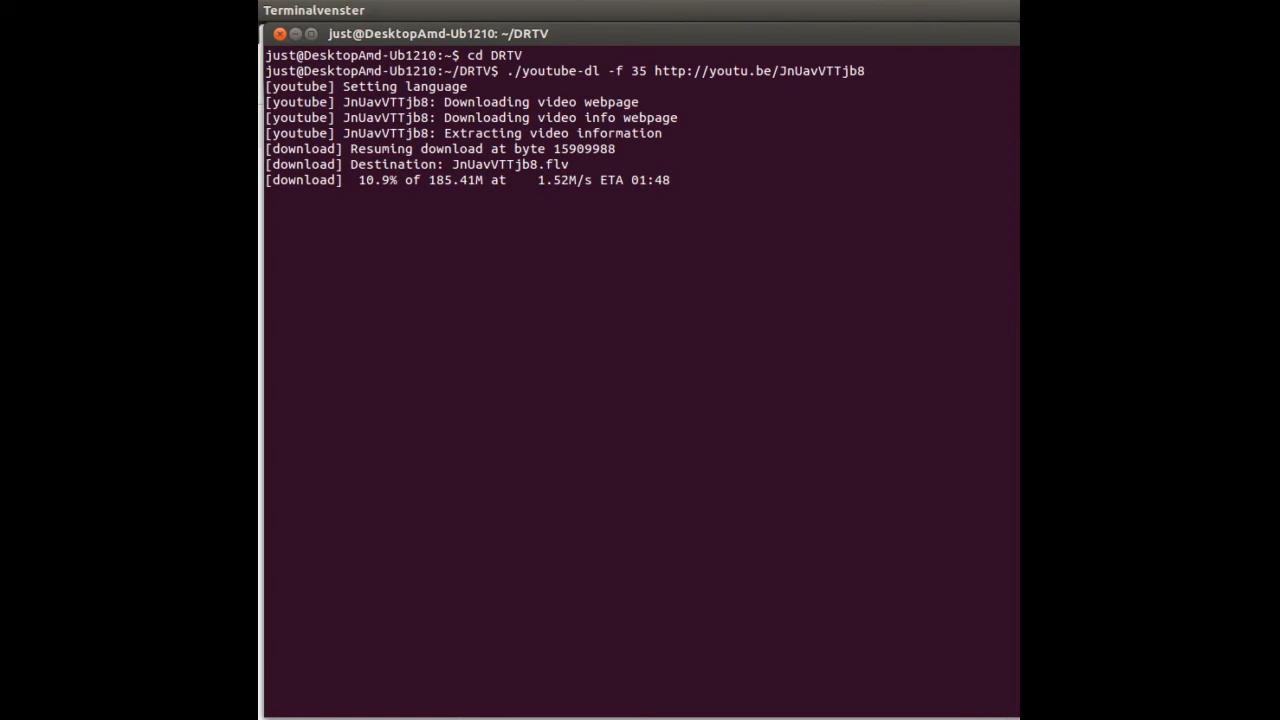 Terminalvenster
just@DesktopAmd-Ub1210: ~/DRTV
just@DesktopAmd-Ub1210:~$ cd DRTV
just@DesktopAmd-Ub1210:~/DRTV$ ./youtube-dl -f 35 http://youtu.be/JnUavVTTjb8
[youtube] Setting language
[youtube] JnUavVTTjb8: Downloading video webpage
[youtube] JnUavVTTjb8: Downloading video info webpage
[youtube] JnUavVTTjb8: Extracting video information
[download] Resuming download at byte 15909988
[download] Destination: JnUavVTTjb8.flv
[download]  10.9% of 185.41M at    1.52M/s ETA 01:48